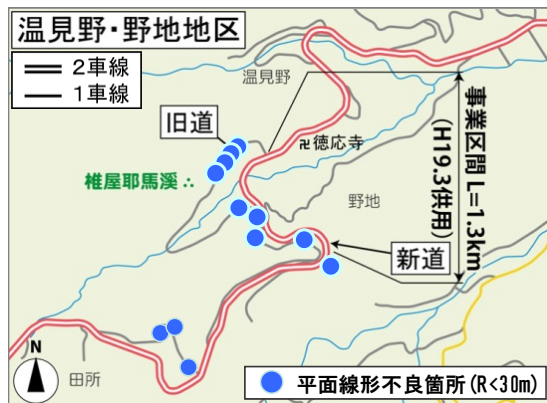 温見野・野地地区
2車線
1車線
温見野
旧道
卍徳応寺
椎屋耶馬渓∴
野地
事業区間 L=1.3km
(H19.3供用)
新道
N
田所
平面線形不良箇所(R<30m)